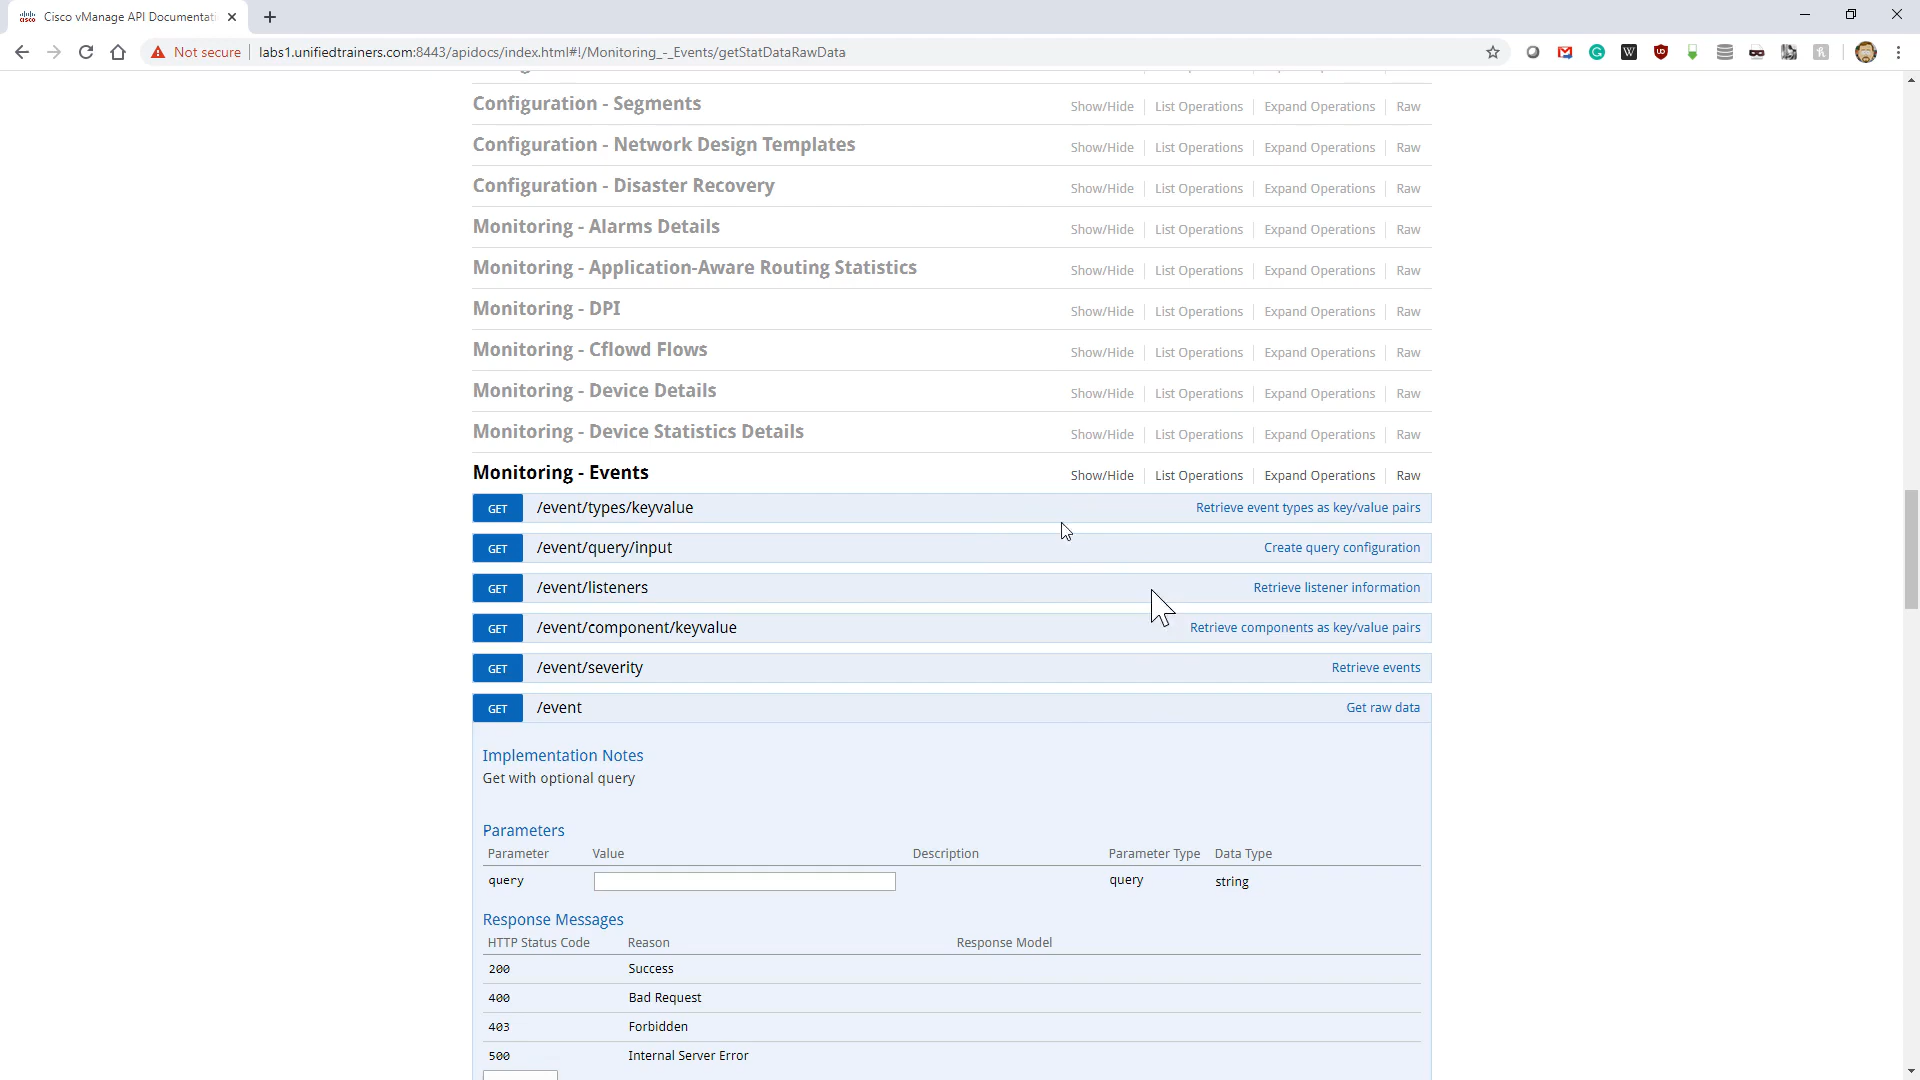 Cisco vManage API Documentati
Not secure
labs1.unifiedtrainers.com:8443/apidocs/index.html#!/Monitoring_-_Events/getStatDataRawData
Configuration - Segments Show/Hide List Operations Expand Operations Raw
Configuration - Network Design Templates Show/Hide List Operations Expand Operations Raw
Configuration - Disaster Recovery Show/Hide List Operations Expand Operations Raw
Monitoring - Alarms Details Show/Hide List Operations Expand Operations Raw
Monitoring - Application-Aware Routing Statistics Show/Hide List Operations Expand Operations Raw
Monitoring - DPI Show/Hide List Operations Expand Operations Raw
Monitoring - Cflowd Flows Show/Hide List Operations Expand Operations Raw
Monitoring - Device Details Show/Hide List Operations Expand Operations Raw
Monitoring - Device Statistics Details Show/Hide List Operations Expand Operations Raw
Monitoring - Events Show/Hide List Operations Expand Operations Raw
GET /event/types/keyvalue Retrieve event types as key/value pairs
GET /event/query/input Create query configuration
GET /event/listeners Retrieve listener information
GET /event/component/keyvalue Retrieve components as key/value pairs
GET /event/severity Retrieve events
GET /event Get raw data
Implementation Notes
Get with optional query
Parameters
Parameter Value Description Parameter Type Data Type
query query string
Response Messages
HTTP Status Code Reason Response Model
200 Success
400 Bad Request
403 Forbidden
500 Internal Server Error